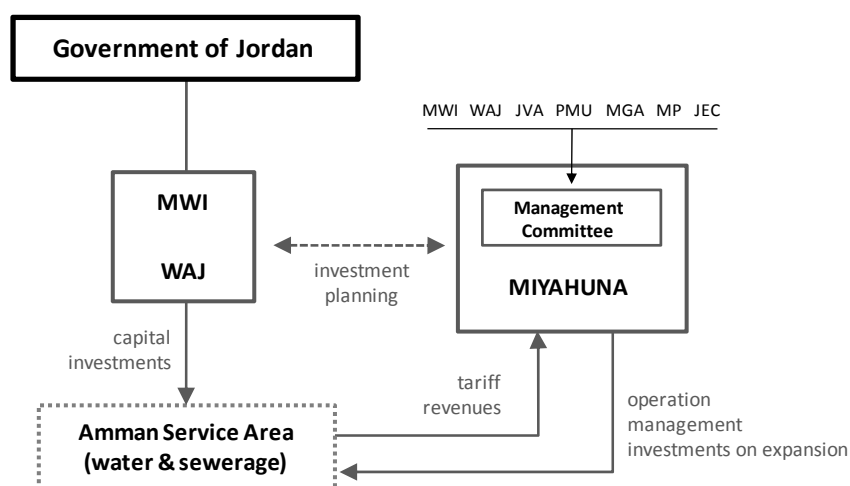 Government of Jordan
MWI WAJ JVA PMU MGA MP JEC
MWI
WAJ
Management
Committee
MIYAHUNA
investment
planning
capital
investments
tariff
revenues
operation
management
investments on expansion
Amman Service Area
(water & sewerage)